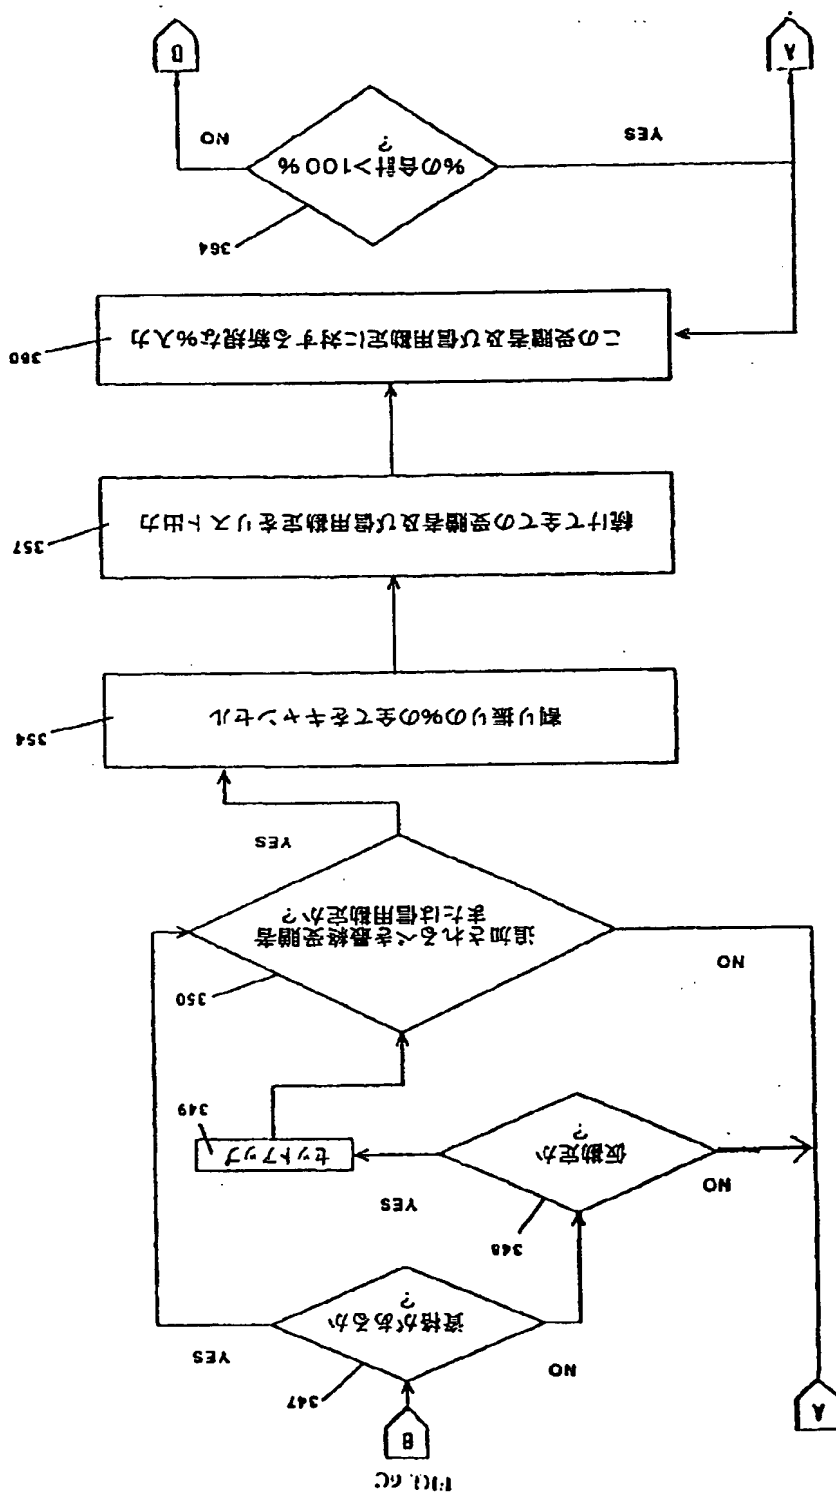 FIG. 6C
B
A
347
NO
YES
資格があるか
?
348
NO
YES
仮勘定か
?
セットアップ
349
350
NO
追加されるべき最終受贈者
または信用勘定か?
YES
354
割り振りの%の全てをキャンセル
357
続けて全ての受贈者及び信用勘定をリスト出力
360
この受贈者及び信用勘定に対する新規な%入力
364
%の合計>100%
?
YES
NO
A
D